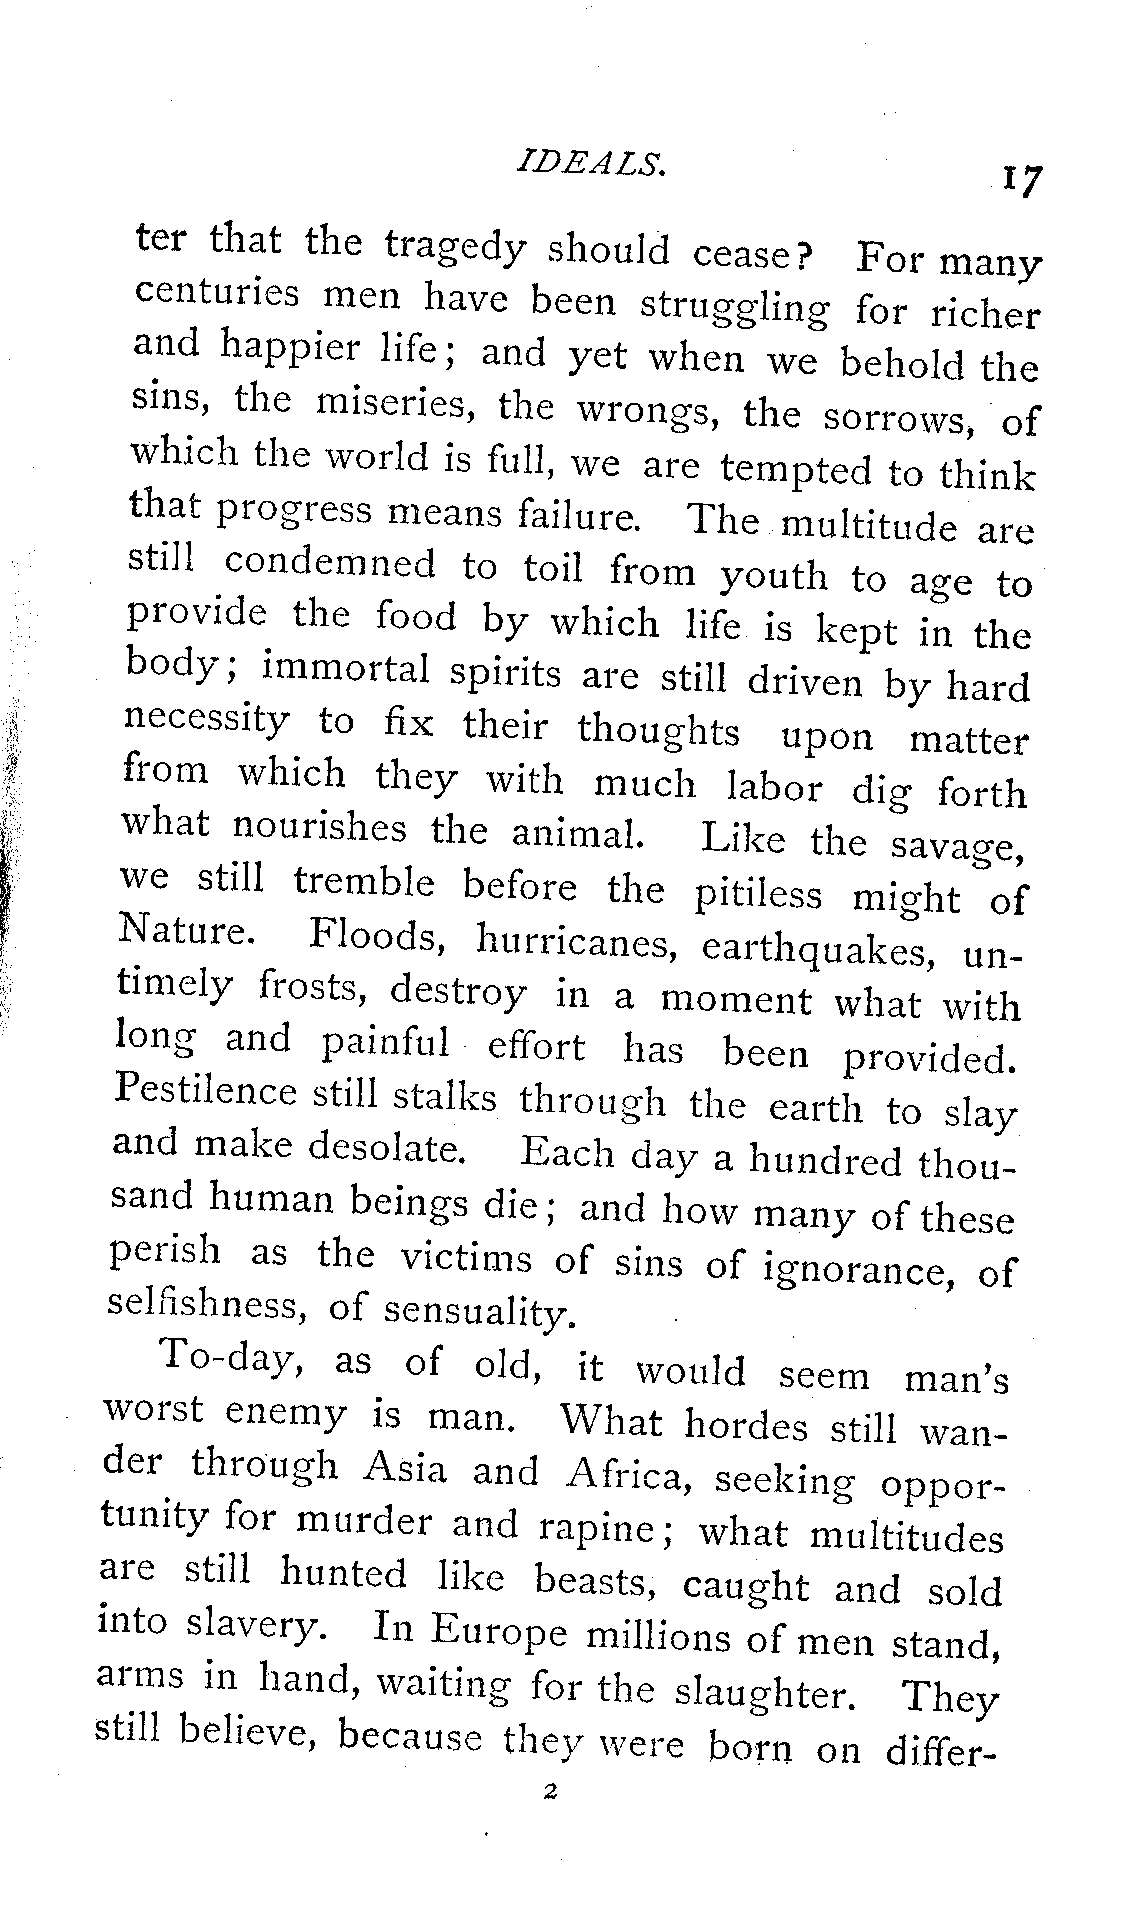 IDEALS.
17
ter that the tragedy should cease? For many
centuries men have been struggling for richer
and happier life; and yet when we behold the
sins, the miseries, the wrongs, the sorrows, of
which the world is full, we are tempted to think
that progress means failure. The multitude are
still condemned to toil from youth to age to
provide the food by which life is kept in the
body; immortal spirits are still driven by hard
necessity to fix their thoughts upon matter
from which they with much labor dig forth
what nourishes the animal. Like the savage,
we still tremble before the pitiless might of
Nature. Floods, hurricanes, earthquakes, un-
timely frosts, destroy in a moment what with
long and painful effort has been provided.
Pestilence still stalks through the earth to slay
and make desolate. Each day a hundred thou-
sand human beings die; and how many of these
perish as the victims of sins of ignorance, of
selfishness, of sensuality.
To-day, as of old, it would seem man's
worst enemy is man. What hordes still wan-
der through Asia and Africa, seeking oppor-
tunity for murder and rapine; what multitudes
are still hunted like beasts, caught and sold
into slavery. In Europe millions of men stand,
arms in hand, waiting for the slaughter. They
still believe, because they were born on differ-
2